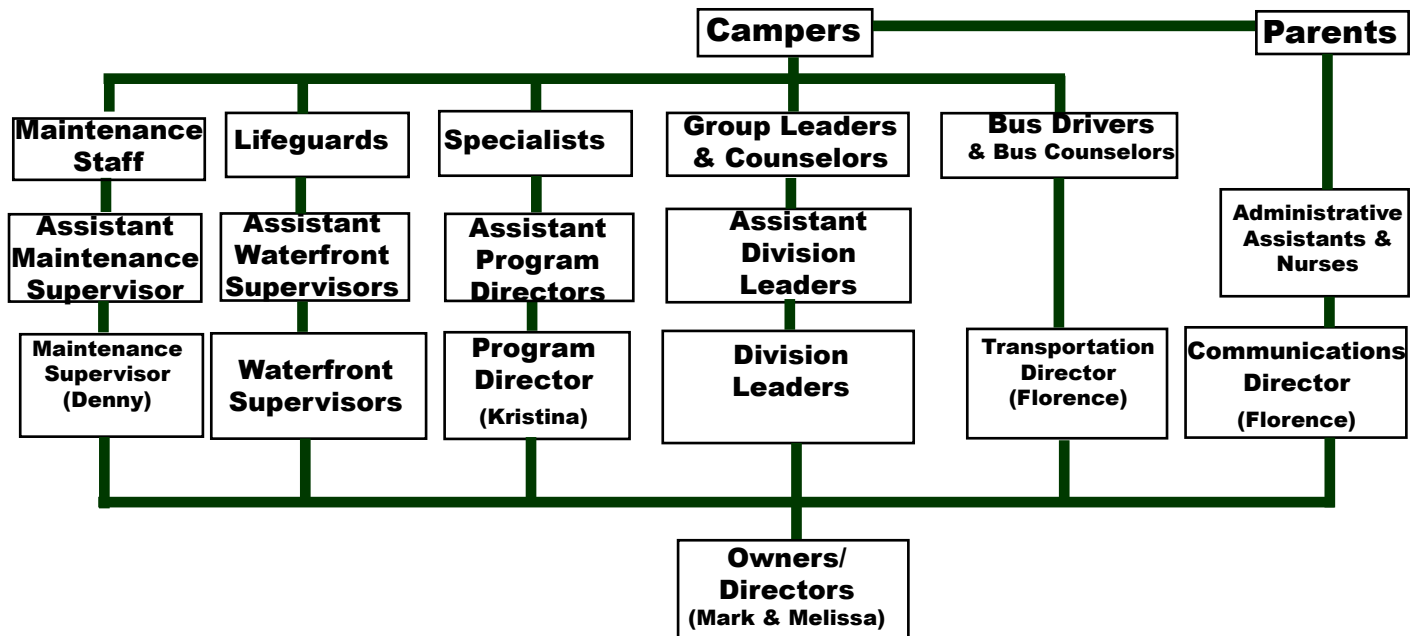 Campers
Parents
Maintenance
Staff
Lifeguards
Specialists
Group Leaders
& Counselors
Bus Drivers
& Bus Counselors
Assistant
Maintenance
Supervisor
Assistant
Waterfront
Supervisors
Assistant
Program
Directors
Assistant
Division
Leaders
Administrative
Assistants &
Nurses
Maintenance
Supervisor
(Denny)
Waterfront
Supervisors
Program
Director
(Kristina)
Division
Leaders
Transportation
Director
(Florence)
Communications
Director
(Florence)
Owners/
Directors
(Mark & Melissa)